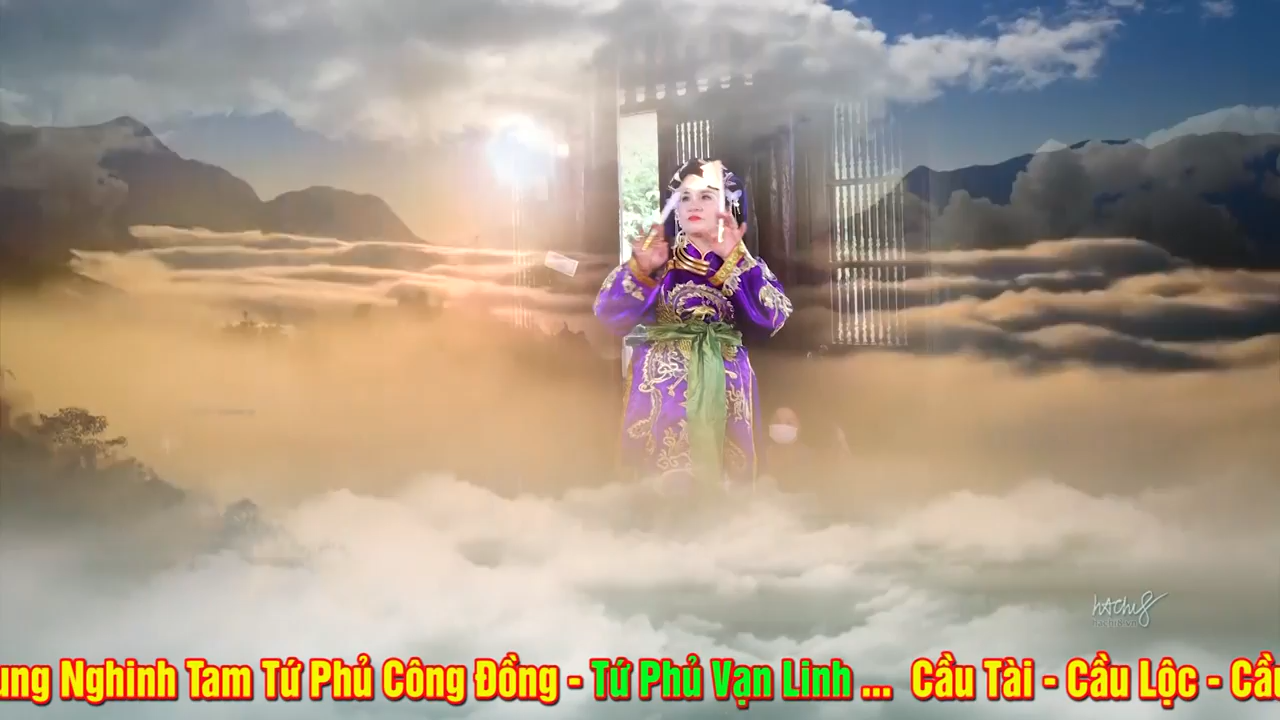 ung Nghinh Tam Tứ Phủ Công Đồng - Tứ Phủ Vạn Linh ... Cầu Tài - Cầu Lộc - Cầ